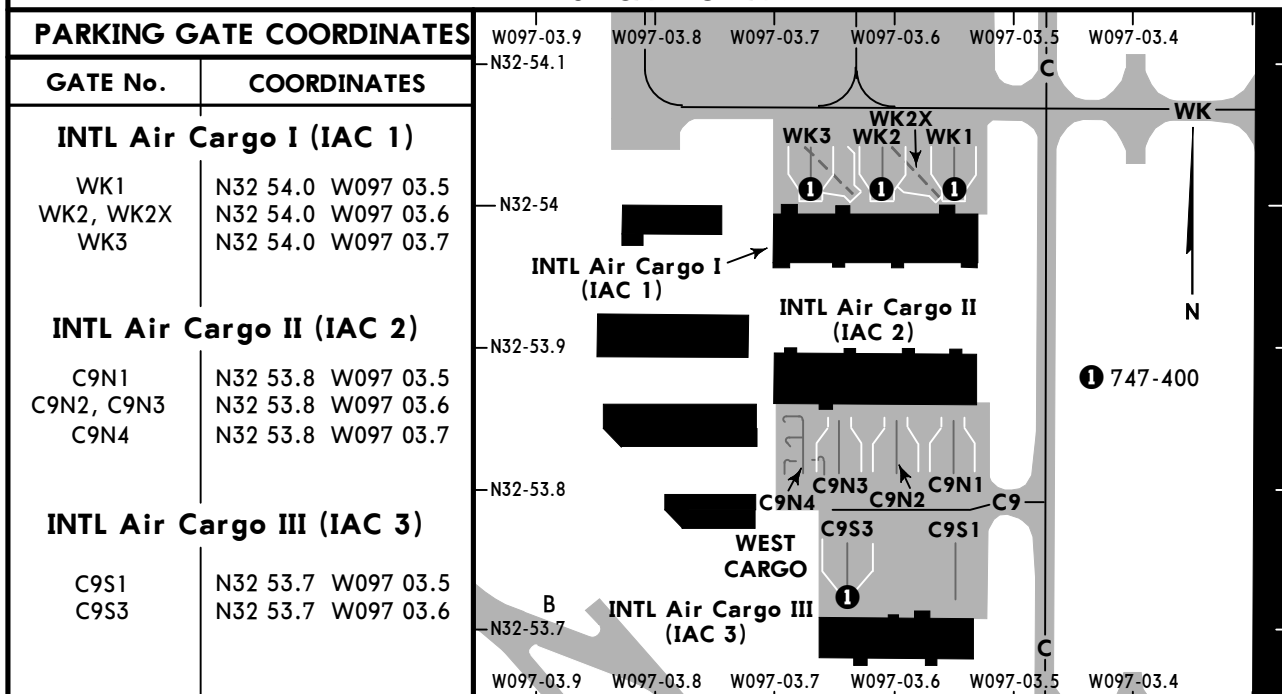 PARKING GATE COORDINATES
GATE No. COORDINATES
INTL Air Cargo I (IAC 1)
WK1 N32 54.0 W097 03.5
WK2, WK2X N32 54.0 W097 03.6
WK3 N32 54.0 W097 03.7
INTL Air Cargo II (IAC 2)
C9N1 N32 53.8 W097 03.5
C9N2, C9N3 N32 53.8 W097 03.6
C9N4 N32 53.8 W097 03.7
INTL Air Cargo III (IAC 3)
C9S1 N32 53.7 W097 03.5
C9S3 N32 53.7 W097 03.6
W097-03.9 W097-03.8 W097-03.7 W097-03.6 W097-03.5 W097-03.4
N32-54.1
C
WK
WK2X
WK3 WK2 WK1
1 1 1
N32-54
INTL Air Cargo I
(IAC 1)
INTL Air Cargo II
(IAC 2)
N
N32-53.9
1 747-400
C9N3 C9N1
C9N4 C9N2
N32-53.8
C9
C9S3 C9S1
WEST
CARGO
1
B
INTL Air Cargo III
(IAC 3)
N32-53.7
C
W097-03.9 W097-03.8 W097-03.7 W097-03.6 W097-03.5 W097-03.4